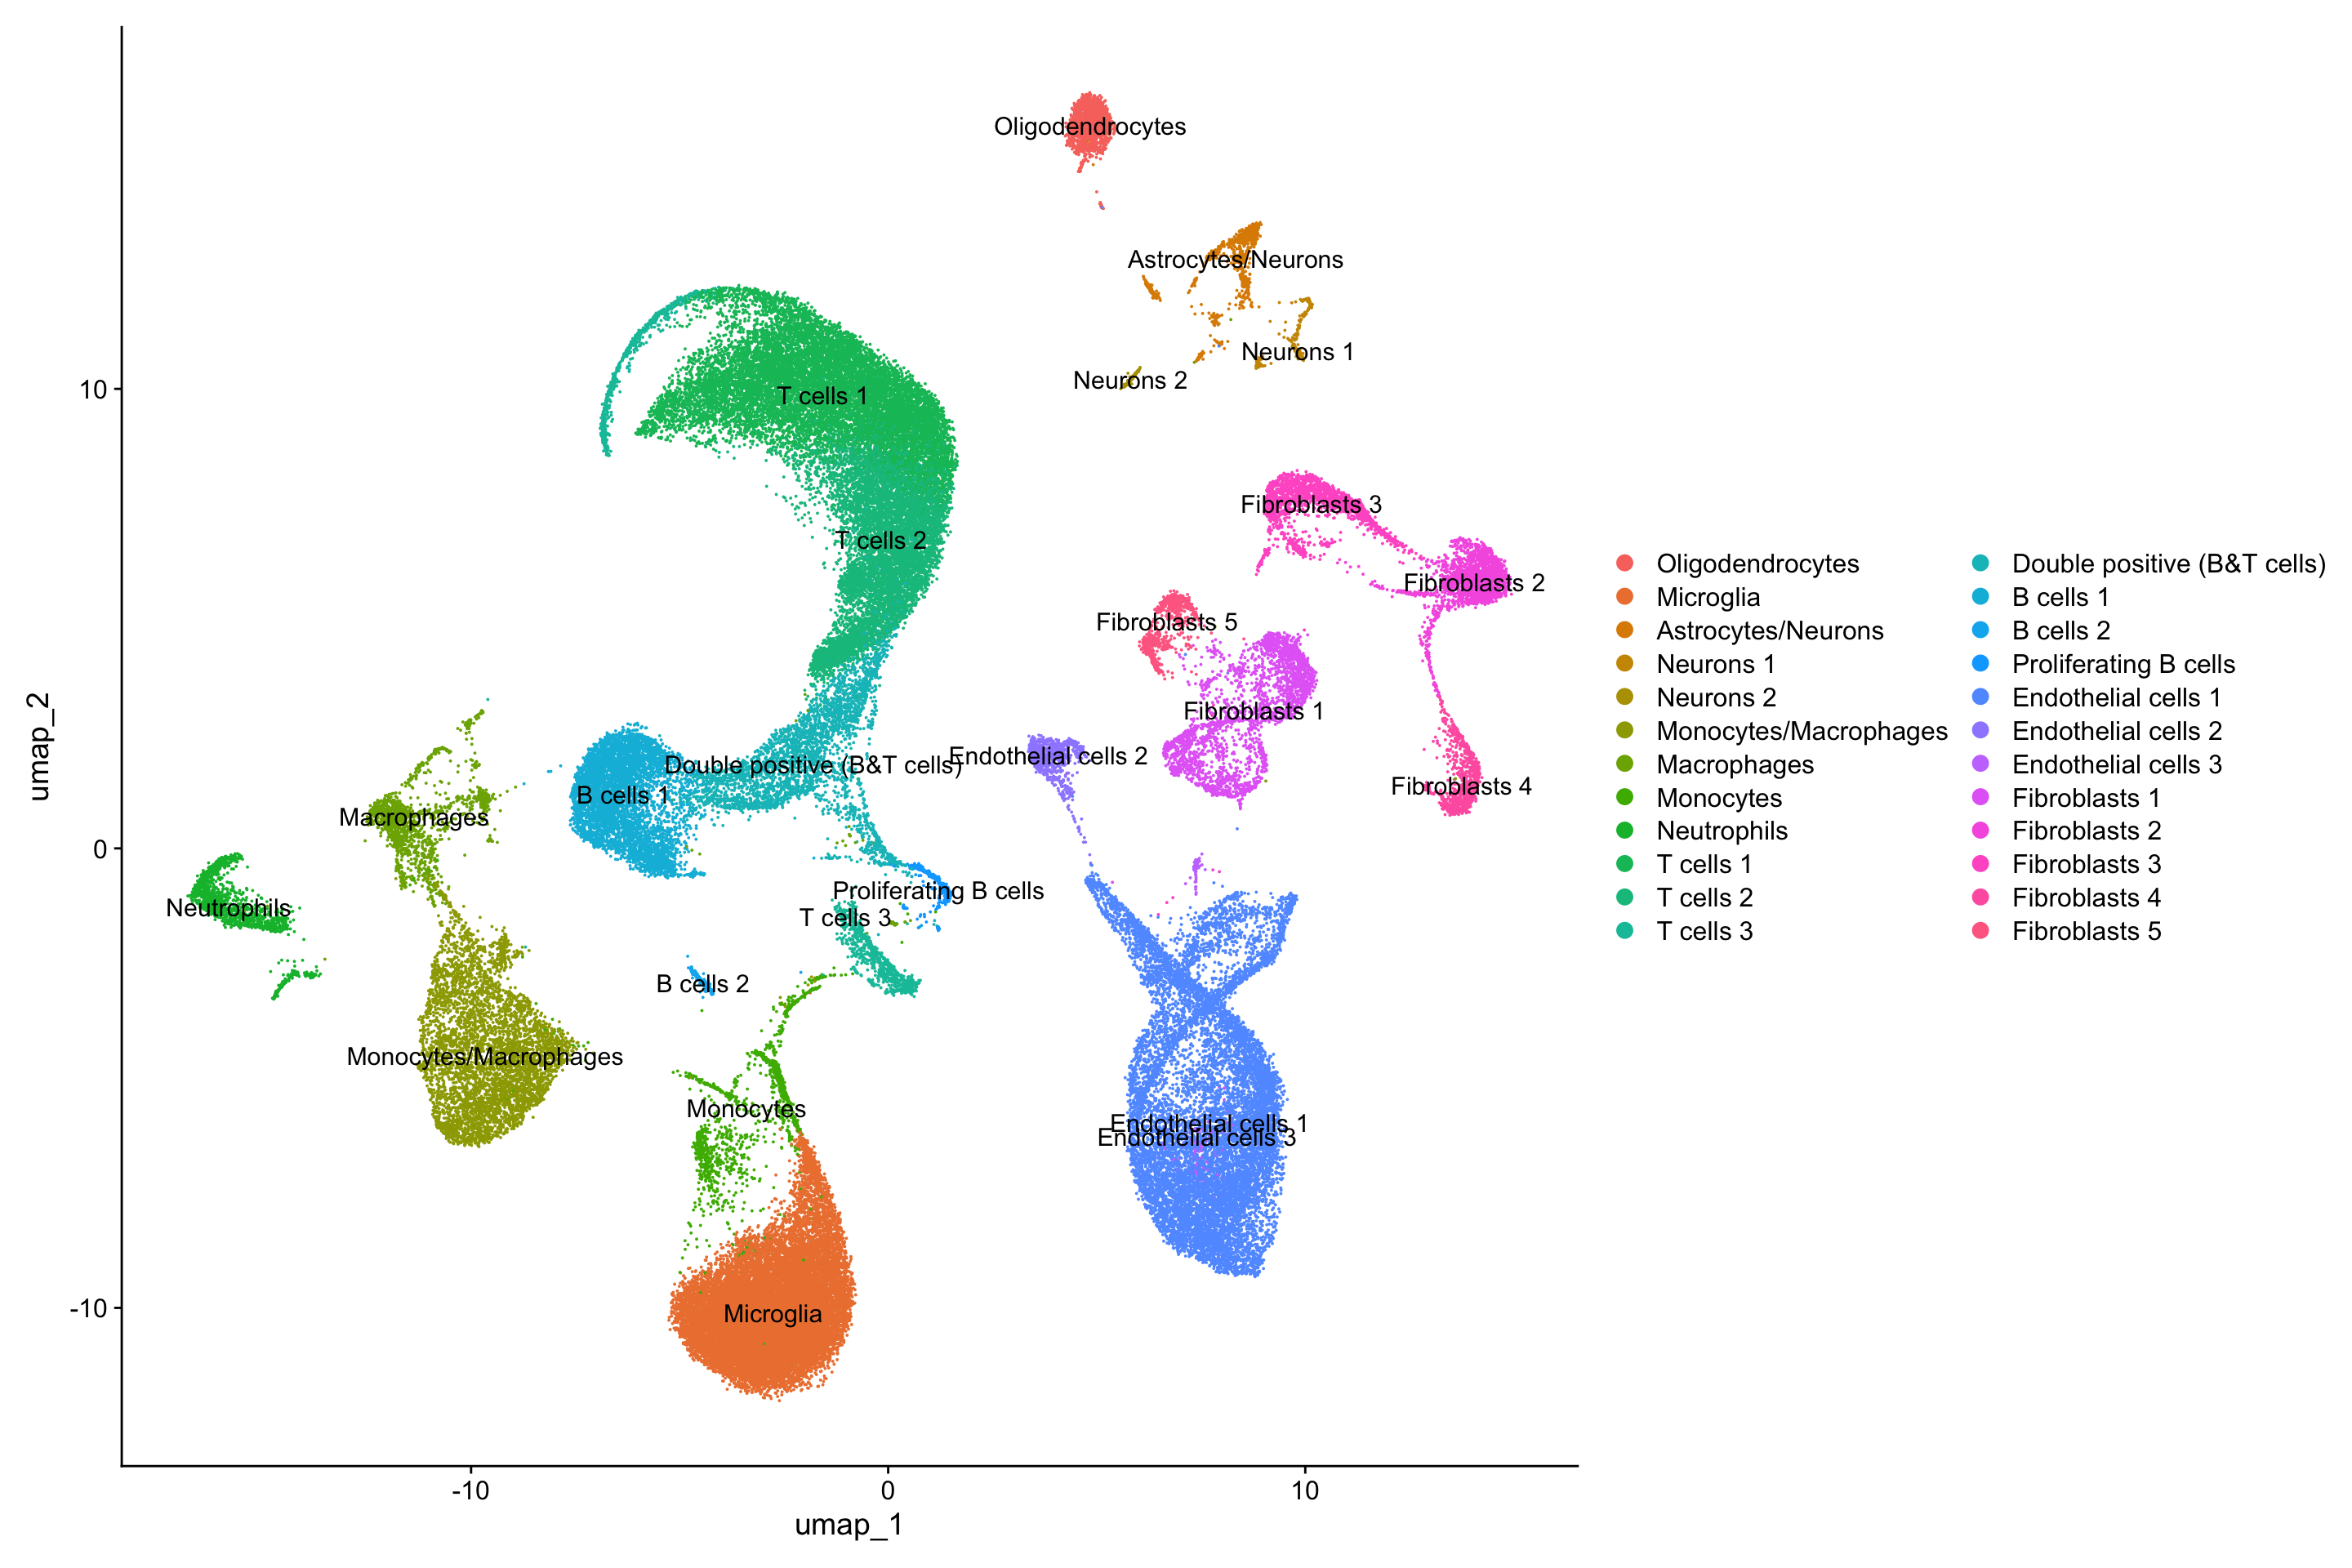 Oligodendrocytes
Astrocytes/Neurons
Neurons 1
Neurons 2
10
T cells 1
Fibroblasts 3
T cells 2
Fibroblasts 2
Fibroblasts 5
Fibroblasts 1
Endothelial cells 2
Double positive (B&T cells)
Fibroblasts 4
B cells 1
Macrophages
0
Proliferating B cells
Neutrophils
T cells 3
B cells 2
Monocytes/Macrophages
Monocytes
Endothelial cells 1
Endothelial cells 3
-10
Microglia
umap_2
-10
0
10
umap_1
Oligodendrocytes
Microglia
Astrocytes/Neurons
Neurons 1
Neurons 2
Monocytes/Macrophages
Macrophages
Monocytes
Neutrophils
T cells 1
T cells 2
T cells 3
Double positive (B&T cells)
B cells 1
B cells 2
Proliferating B cells
Endothelial cells 1
Endothelial cells 2
Endothelial cells 3
Fibroblasts 1
Fibroblasts 2
Fibroblasts 3
Fibroblasts 4
Fibroblasts 5